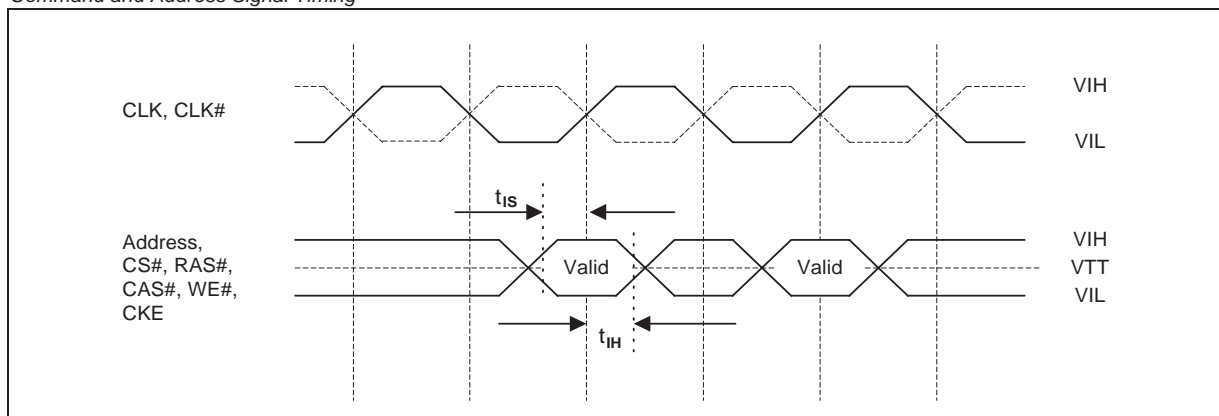 Command and Address Signal Timing
CLK, CLK#
VIH
VIL
tIS
Address,
CS#, RAS#,
CAS#, WE#,
CKE
Valid
Valid
VIH
VTT
VIL
tIH